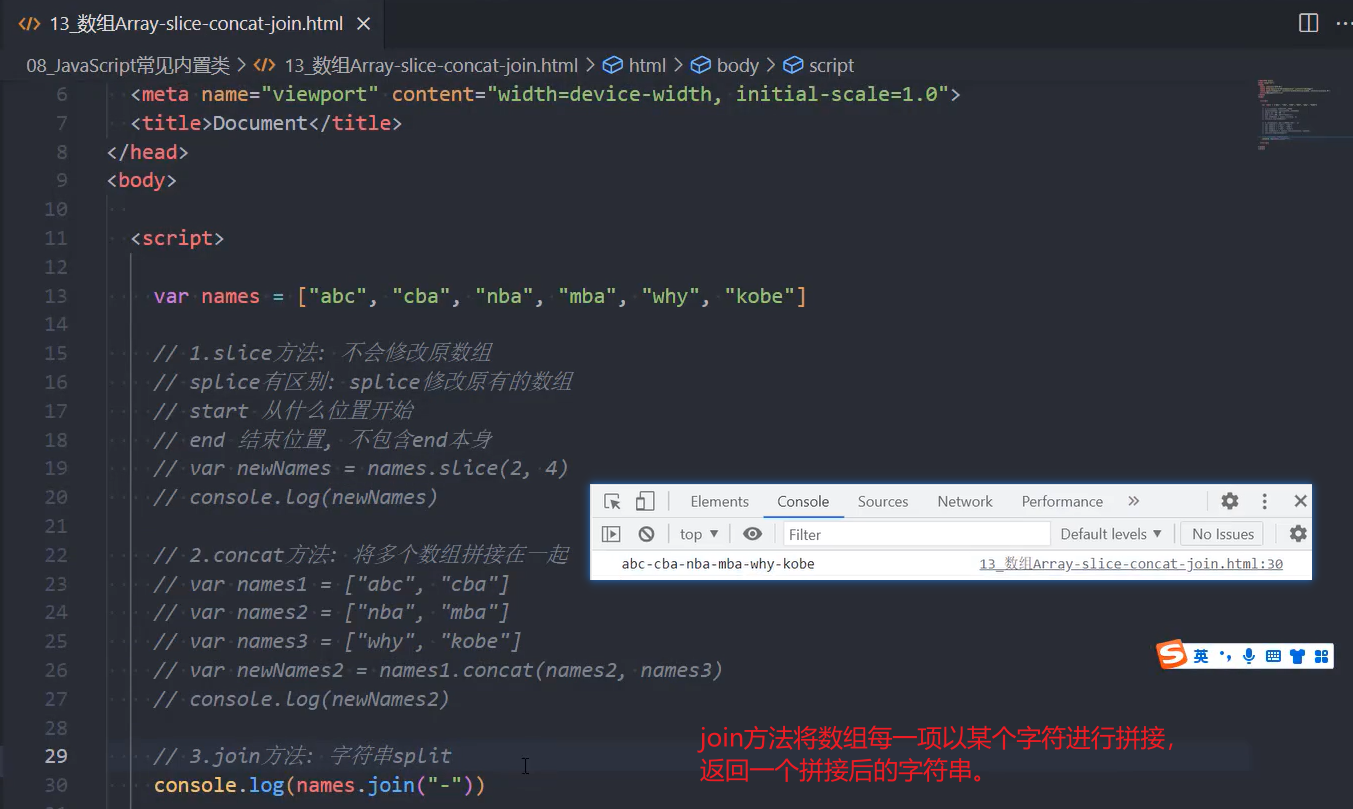 13_数组Array-slice-concat-join.html
08_JavaScript常见内置类 > 13_数组Array-slice-concat-join.html > html > body > script
6 <meta name="viewport" content="width=device-width, initial-scale=1.0">
7 <title>Document</title>
8 </head>
9 <body>
10
11 <script>
12
13 var names = ["abc", "cba", "nba", "mba", "why", "kobe"]
14
15 // 1.slice方法: 不会修改原数组
16 // splice有区别: splice修改原有的数组
17 // start 从什么位置开始
18 // end 结束位置, 不包含end本身
19 // var newNames = names.slice(2, 4)
20 // console.log(newNames)
21
22 // 2.concat方法: 将多个数组拼接在一起
23 // var names1 = ["abc", "cba"]
24 // var names2 = ["nba", "mba"]
25 // var names3 = ["why", "kobe"]
26 // var newNames2 = names1.concat(names2, names3)
27 // console.log(newNames2)
28
29 // 3.join方法: 字符串split
30 console.log(names.join("-"))
Elements Console Sources Network Performance
top Filter Default levels No Issues
abc-cba-nba-mba-why-kobe 13_数组Array-slice-concat-join.html:30
英
join方法将数组每一项以某个字符进行拼接，
返回一个拼接后的字符串。